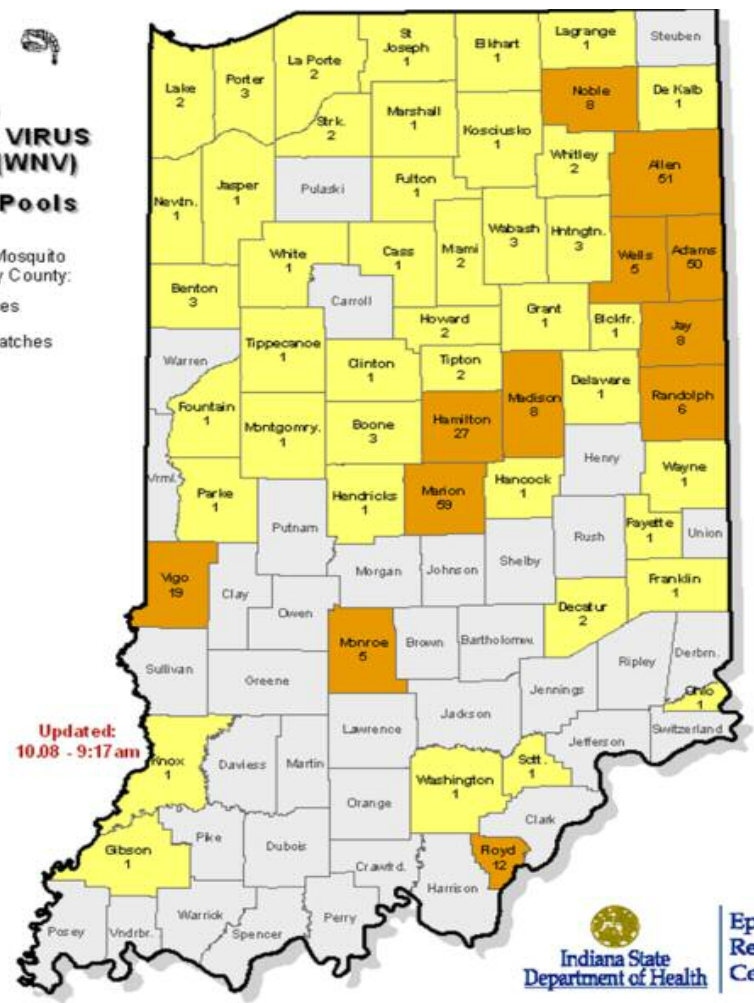 VIRUS
(WNV)
Pools
Mosquito
y County:
es
atches
St
Joseph
1
Elkhart
1
Lagrange
1
Steuben
La Porte
2
Porter
3
Lake
2
Noble
8
De Kalb
1
Strk.
2
Marshall
1
Kosciusko
1
Whitley
2
Allen
51
Nevtn.
1
Jasper
1
Pulaski
Fulton
1
White
1
Cass
1
Miami
2
Wabash
3
Hntngtn.
3
Wells
5
Adams
50
Benton
3
Carroll
Howard
2
Grant
1
Blckfr.
1
Jay
8
Warren
Tippecanoe
1
Clinton
1
Tipton
2
Madison
8
Delaware
1
Randolph
6
Fountain
1
Montgomry.
1
Boone
3
Hamilton
27
Henry
Wayne
1
Vrml.
Parke
1
Putnam
Hendricks
1
Marion
59
Hancock
1
Rush
Fayette
1
Union
Vigo
19
Clay
Owen
Morgan
Johnson
Shelby
Decatur
2
Franklin
1
Sullivan
Greene
Monroe
5
Brown
Bartholomw.
Jennings
Ripley
Derbrn.
Ohio
1
Updated:
10.08 - 9:17am
Knox
1
Daviess
Martin
Lawrence
Jackson
Jefferson
Switzerland
Washington
1
Sctt.
1
Orange
Clark
Gibson
1
Pike
Dubois
Crawfrd.
Harrison
Floyd
12
Posey
Vndrbr.
Warrick
Spencer
Perry
Indiana State
Department of Health
Ep
Re
Ce